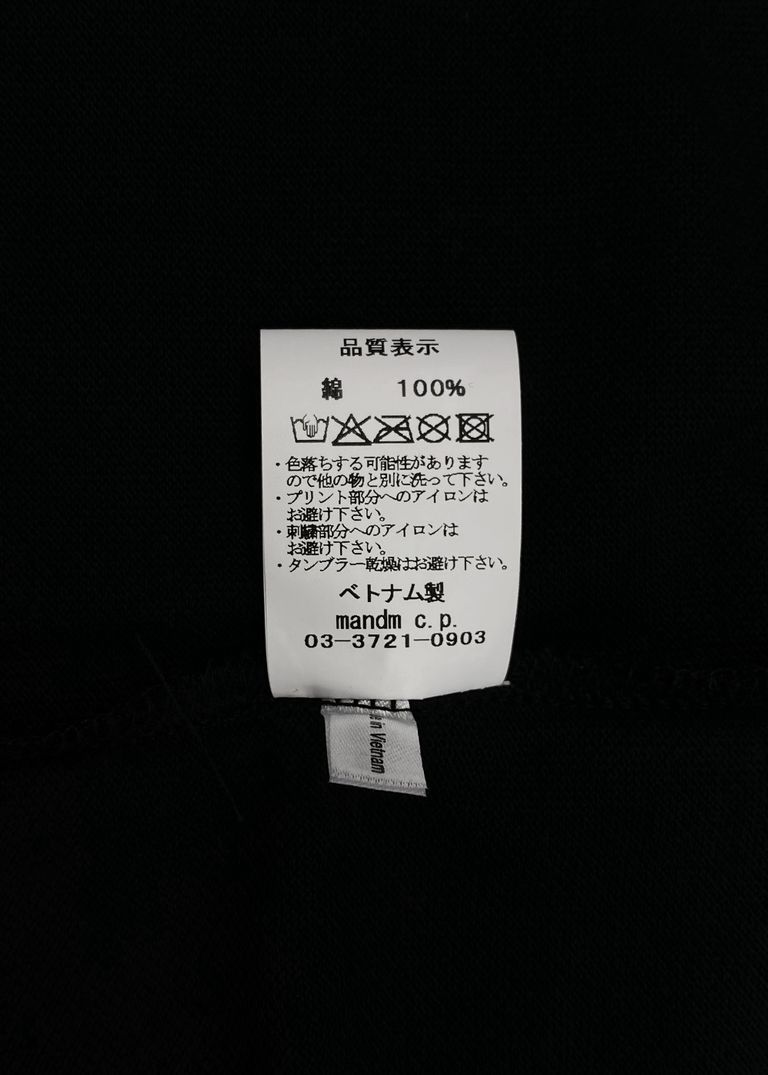 品質表示
綿 100%
・色落ちする可能性があります
ので他の物と別に洗って下さい。
・プリント部分へのアイロンは
お避け下さい。
・刺繍部分へのアイロンは
お避け下さい。
・タンブラー乾燥はお避け下さい。
ベトナム製
mandm c.p.
03-3721-0903
in Vietnam